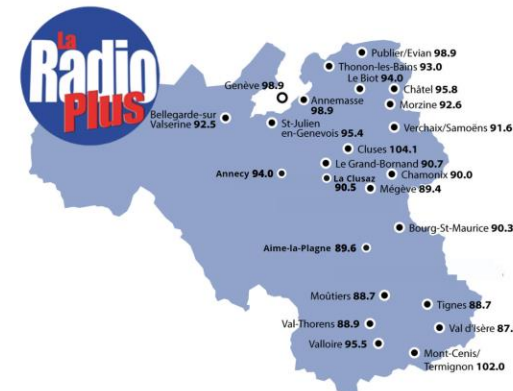 La
Radio
Plus
Publier/Evian 98.9
Thonon-les-Bains 93.0
Le Biot 94.0
Genève 98.9
Châtel 95.8
Annemasse
98.9
Morzine 92.6
Bellegarde-sur
Valserine 92.5
St-Julien
en-Genevois 95.4
Verchaix/Samoëns 91.6
Cluses 104.1
Le Grand-Bornand 90.7
Annecy 94.0
La Clusaz
90.5
Chamonix 90.0
Mégève 89.4
Bourg-St-Maurice 90.3
Aime-la-Plagne 89.6
Moûtiers 88.7
Tignes 88.7
Val-Thorens 88.9
Val d'Isère 87.
Valloire 95.5
Mont-Cenis/
Termignon 102.0